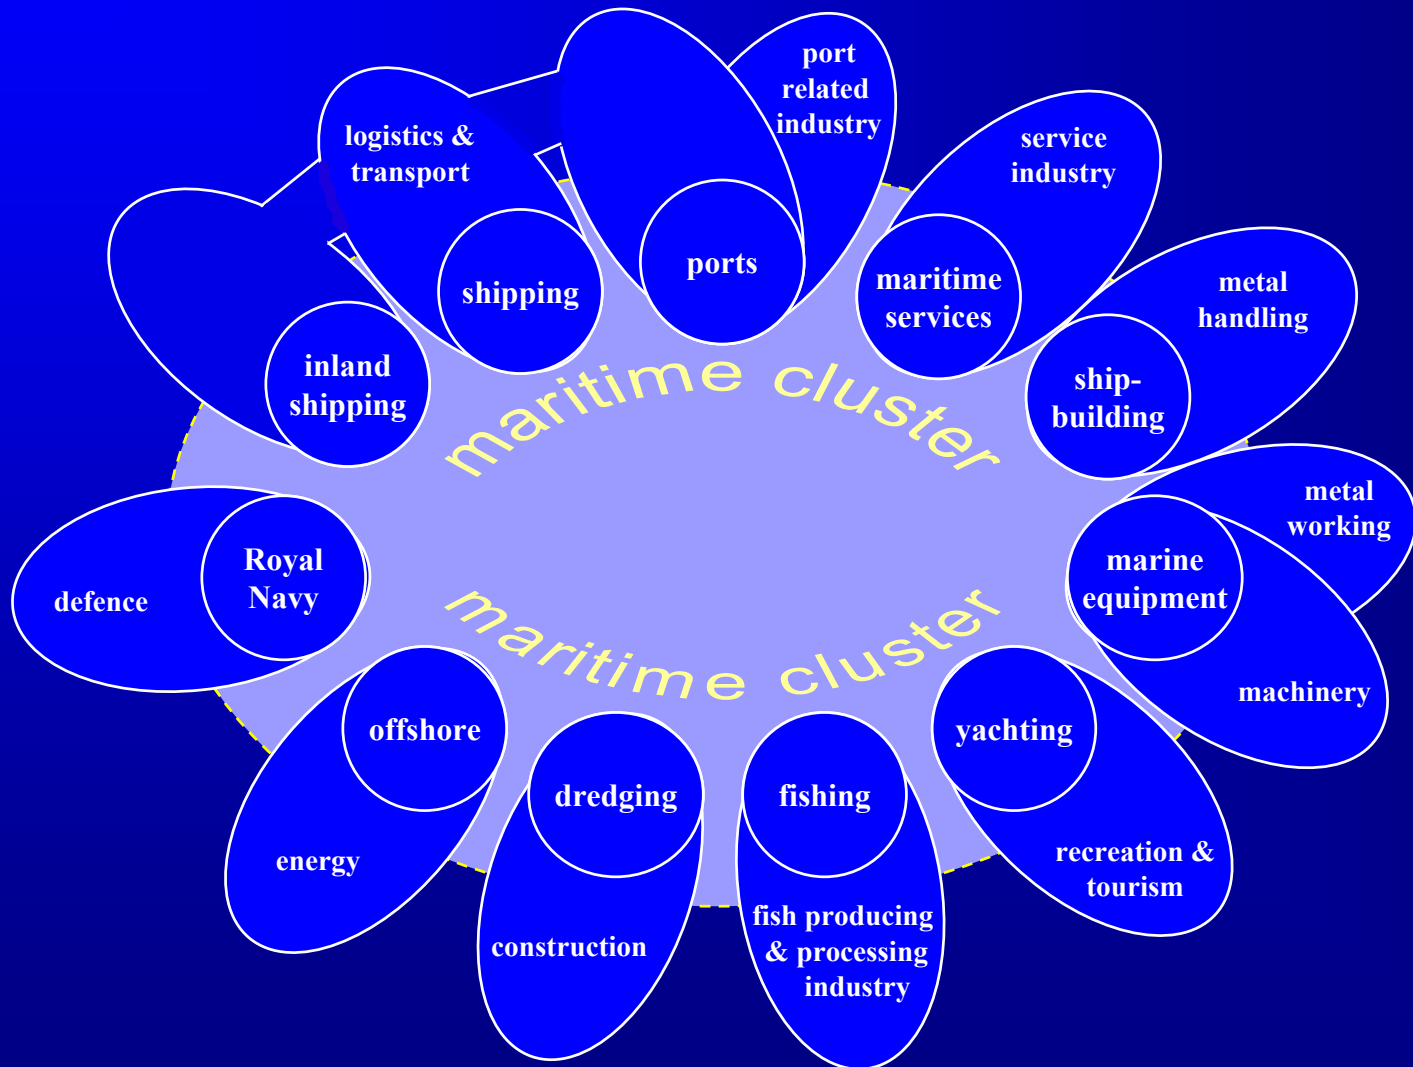 port
related
industry
logistics &
transport
service
industry
ports
shipping
maritime
services
metal
handling
inland
shipping
ship-
building
maritime cluster
metal
working
Royal
Navy
defence
marine
equipment
maritime cluster
machinery
offshore
yachting
dredging
fishing
energy
recreation &
tourism
construction
fish producing
& processing
industry